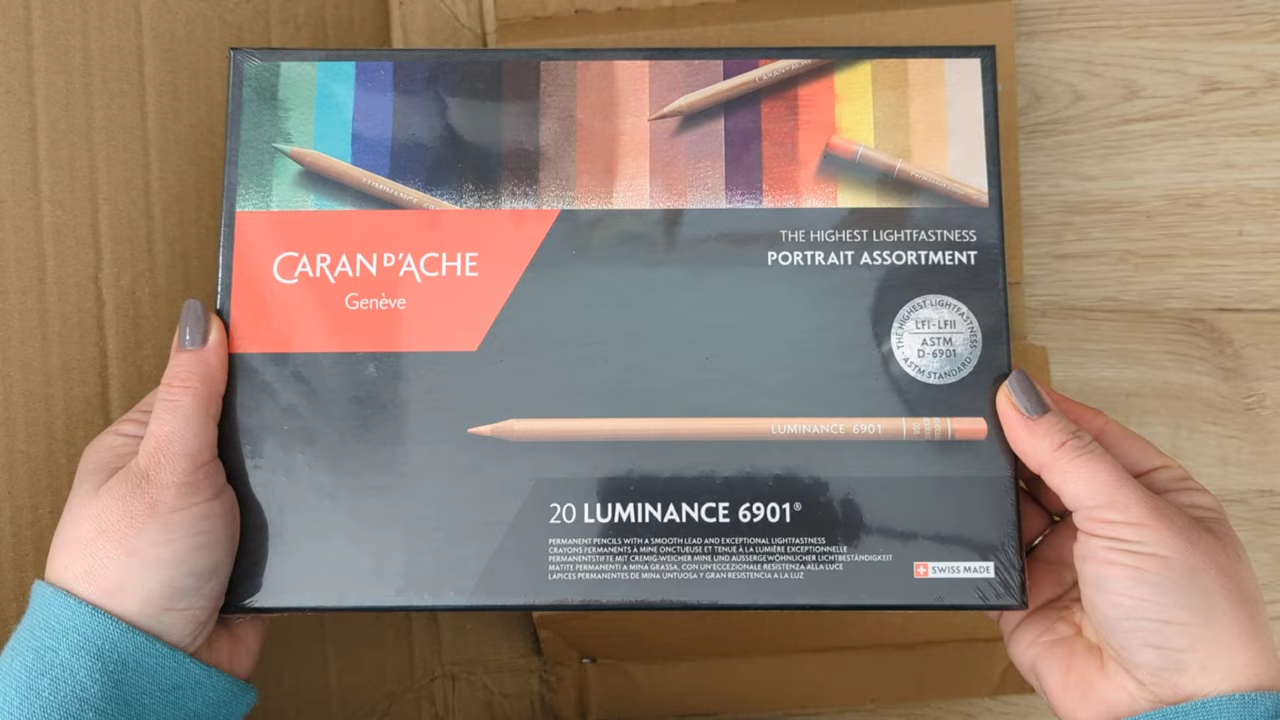 CARAN D'ACHE
LUMINANCE
CARAN D'ACHE
Genève
THE HIGHEST LIGHTFASTNESS
PORTRAIT ASSORTMENT
THE HIGHEST LIGHTFASTNESS
LFI-LFII
ASTM
D-6901
ASTM STANDARD
LUMINANCE 6901
20 LUMINANCE 6901®
PERMANENT PENCILS WITH A SMOOTH LEAD AND EXCEPTIONAL LIGHTFASTNESS
CRAYONS PERMANENTS À MINE ONCTUEUSE ET TENUE À LA LUMIÈRE EXCEPTIONNELLE
PERMANENTSTIFTE MIT CREMIG-WEICHER MINE UND AUSSERGEWÖHNLICHER LICHTBESTÄNDIGKEIT
MATITE PERMANENTI A MINA GRASSA, CON UN'ECCEZIONALE RESISTENZA ALLA LUCE
LÁPICES PERMANENTES DE MINA UNTUOSA Y GRAN RESISTENCIA A LA LUZ
SWISS MADE